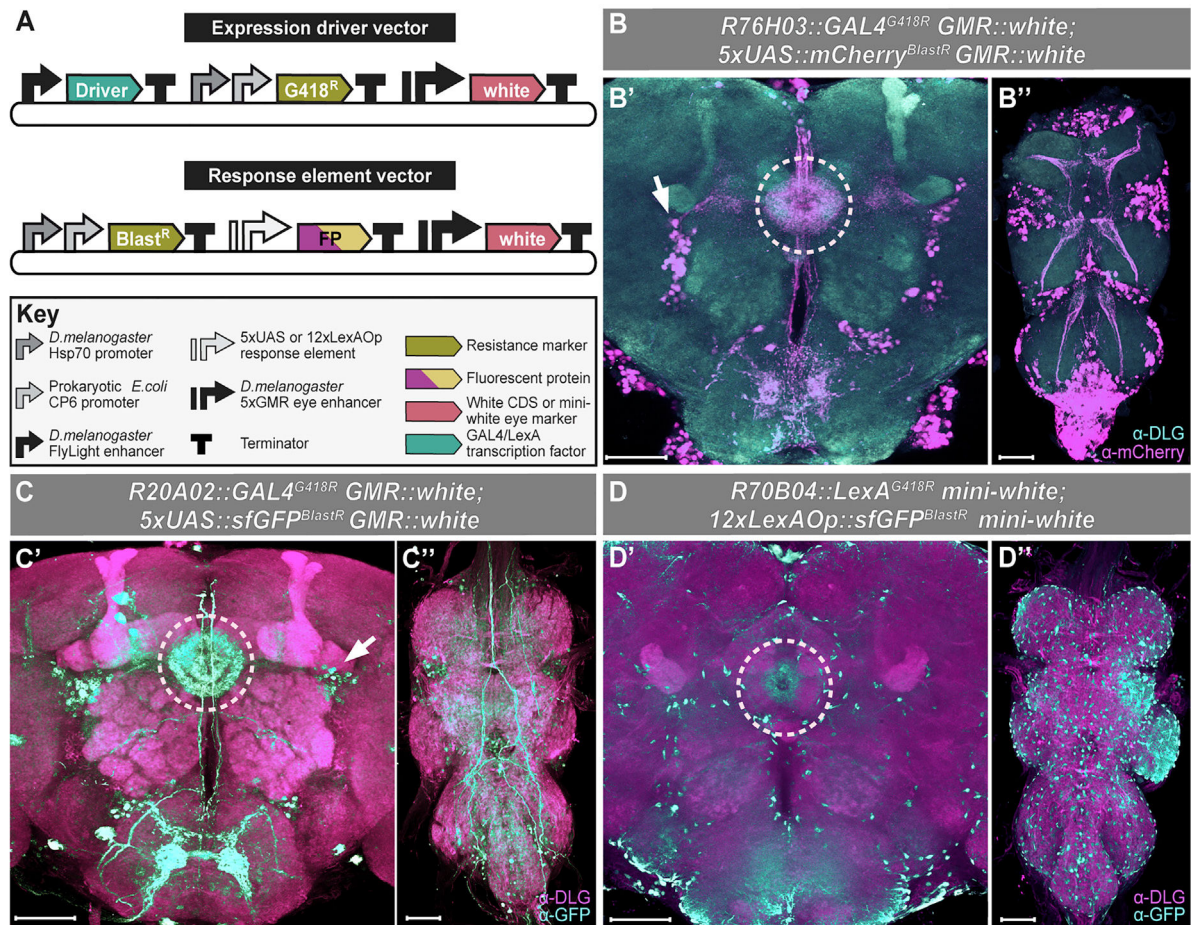 A
Expression driver vector
Driver
G418ᴿ
white
Response element vector
Blastᴿ
FP
white
Key
D.melanogaster
Hsp70 promoter
Prokaryotic E.coli
CP6 promoter
D.melanogaster
FlyLight enhancer
5xUAS or 12xLexAOp
response element
D.melanogaster
5xGMR eye enhancer
Terminator
Resistance marker
Fluorescent protein
White CDS or mini-
white eye marker
GAL4/LexA
transcription factor
B
R76H03::GAL4ᴳ⁴¹⁸ᴿ GMR::white;
5xUAS::mCherryᴮˡᵃˢᵗᴿ GMR::white
B'
B''
α-DLG
α-mCherry
C
R20A02::GAL4ᴳ⁴¹⁸ᴿ GMR::white;
5xUAS::sfGFPᴮˡᵃˢᵗᴿ GMR::white
C'
C''
α-DLG
α-GFP
D
R70B04::LexAᴳ⁴¹⁸ᴿ mini-white;
12xLexAOp::sfGFPᴮˡᵃˢᵗᴿ mini-white
D'
D''
α-DLG
α-GFP